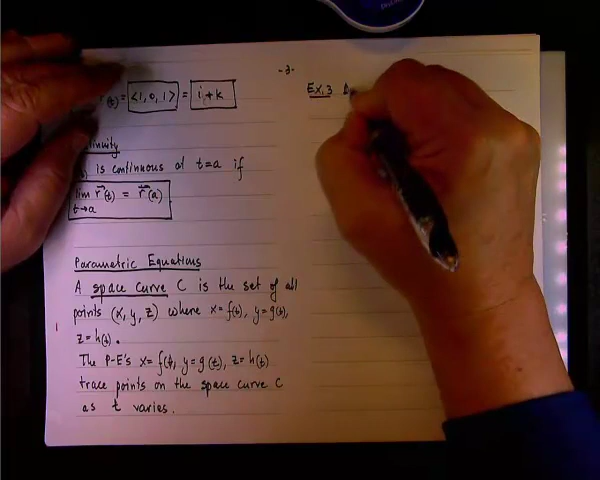 -3-
(t) = <1, 0, 1> = i + k
is continuous at t=a if
lim r(t) = r(a)
t→a
Parametric Equations
A space curve C is the set of all
points (x, y, z) where x = f(t), y = g(t),
z = h(t).
The P-E's x = f(t), y = g(t), z = h(t)
trace points on the space curve C
as t varies.
Ex. 3